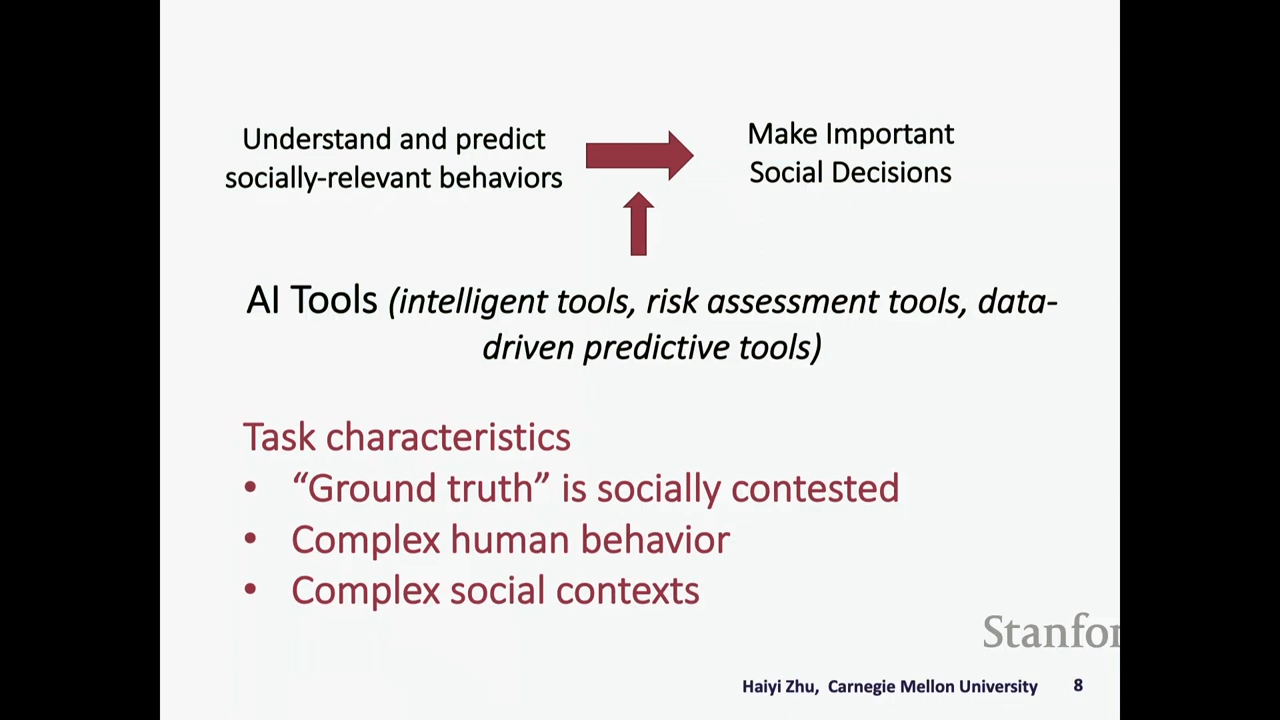 Understand and predict
socially-relevant behaviors
Make Important
Social Decisions
AI Tools (intelligent tools, risk assessment tools, data-
driven predictive tools)
Task characteristics
• “Ground truth” is socially contested
• Complex human behavior
• Complex social contexts
Stanfor
Haiyi Zhu, Carnegie Mellon University 8